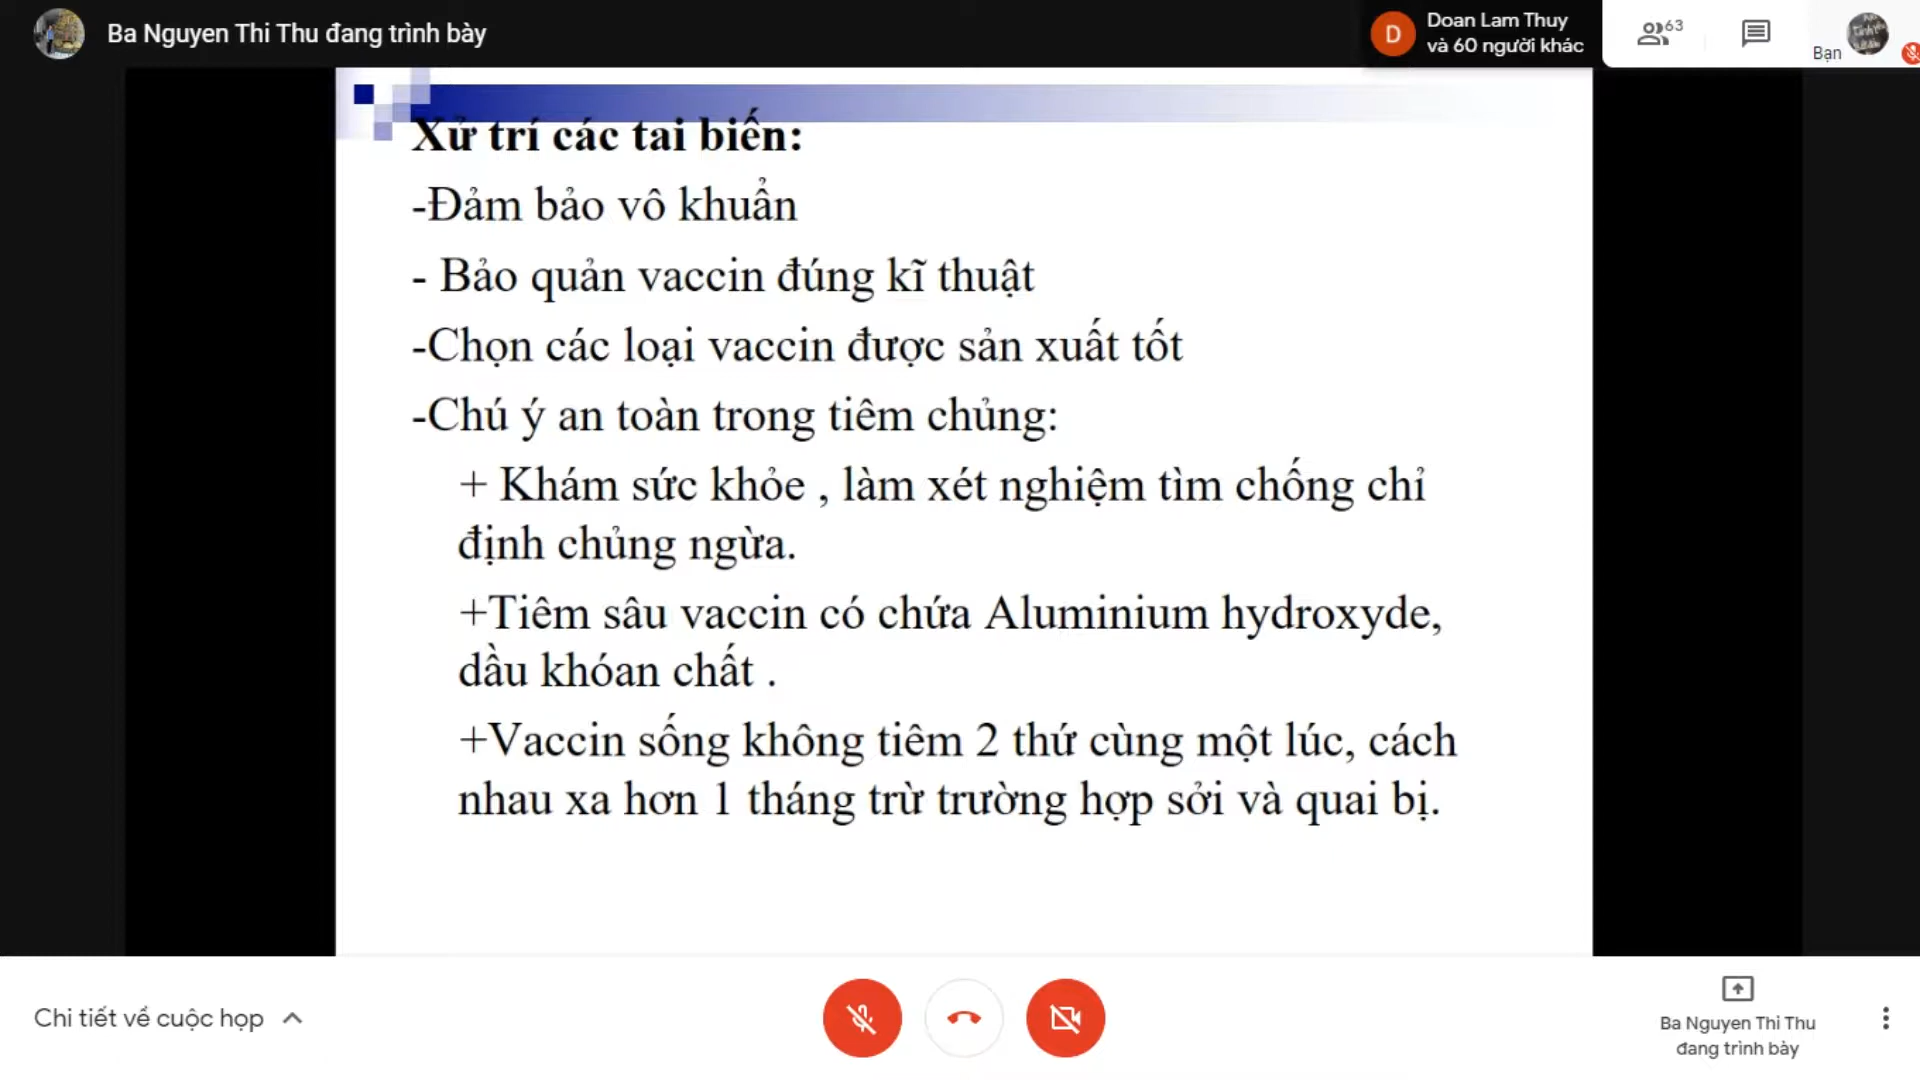 Ba Nguyen Thi Thu đang trình bày
Doan Lam Thuy
và 60 người khác
63
Bạn
D
Xử trí các tai biến:
-Đảm bảo vô khuẩn
- Bảo quản vaccin đúng kĩ thuật
-Chọn các loại vaccin được sản xuất tốt
-Chú ý an toàn trong tiêm chủng:
+ Khám sức khỏe , làm xét nghiệm tìm chống chỉ
định chủng ngừa.
+Tiêm sâu vaccin có chứa Aluminium hydroxyde,
dầu khóan chất .
+Vaccin sống không tiêm 2 thứ cùng một lúc, cách
nhau xa hơn 1 tháng trừ trường hợp sởi và quai bị.
Chi tiết về cuộc họp
Ba Nguyen Thi Thu
đang trình bày